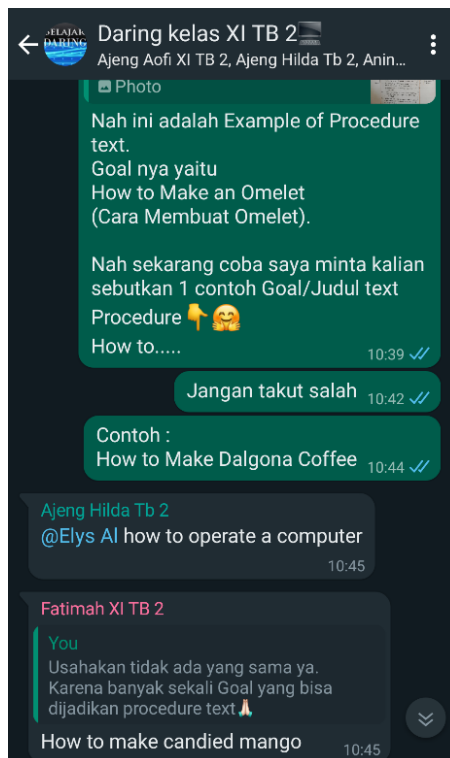 BELAJAR
DARING
Daring kelas XI TB 2
Ajeng Aofi XI TB 2, Ajeng Hilda Tb 2, Anin...
Photo
Nah ini adalah Example of Procedure
text.
Goal nya yaitu
How to Make an Omelet
(Cara Membuat Omelet).
Nah sekarang coba saya minta kalian
sebutkan 1 contoh Goal/Judul text
Procedure👇🤗
How to.....
10:39
Jangan takut salah
10:42
Contoh :
How to Make Dalgona Coffee
10:44
Ajeng Hilda Tb 2
@Elys Al how to operate a computer
10:45
Fatimah XI TB 2
You
Usahakan tidak ada yang sama ya.
Karena banyak sekali Goal yang bisa
dijadikan procedure text🙏🏻
How to make candied mango
10:45